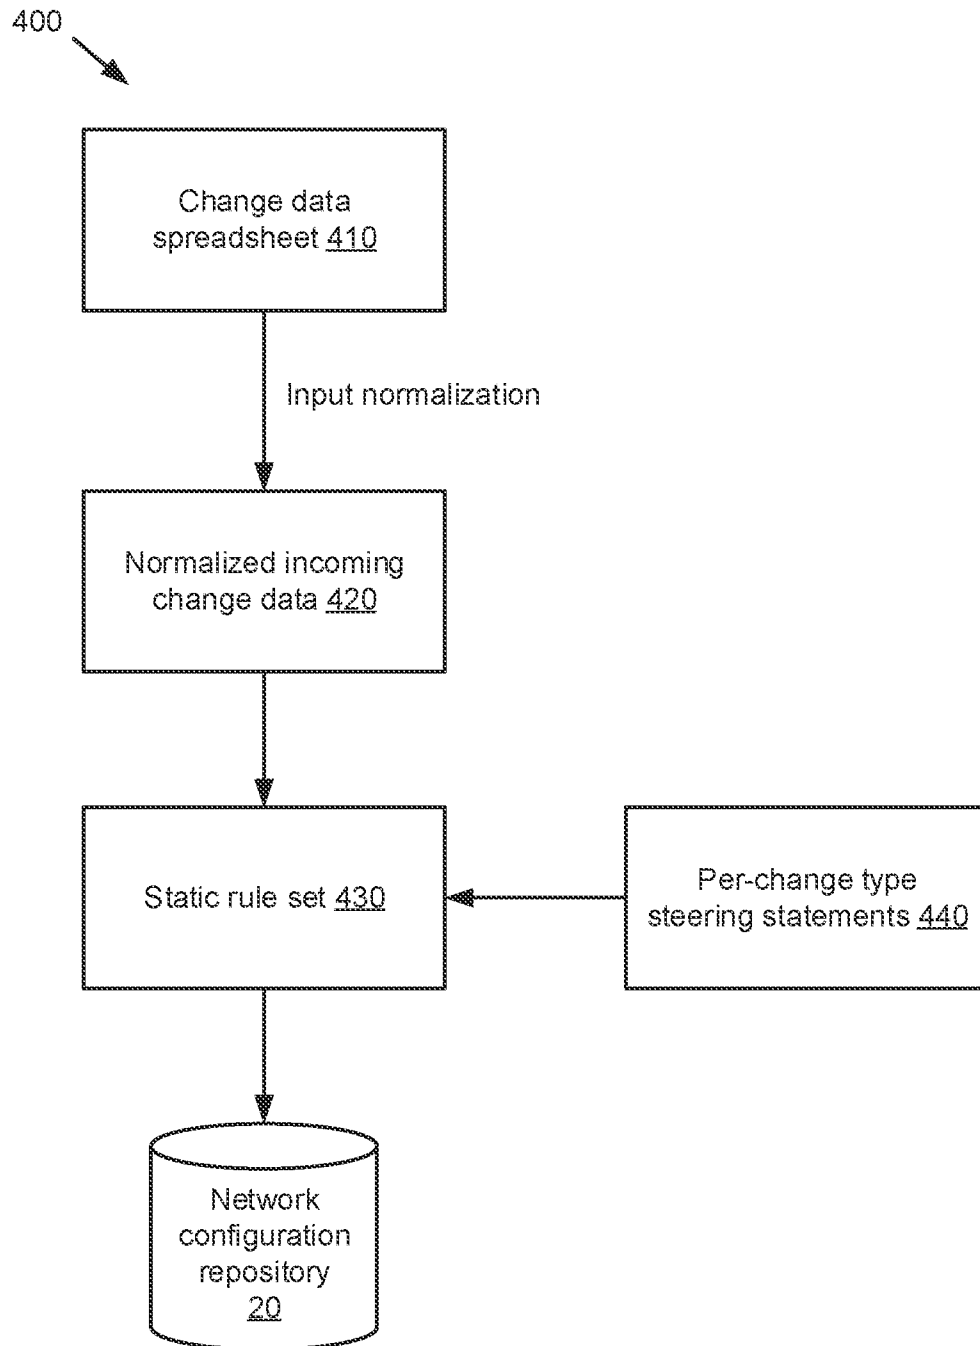 400
Change data
spreadsheet 410
Input normalization
Normalized incoming
change data 420
Static rule set 430
Per-change type
steering statements 440
Network
configuration
repository
20